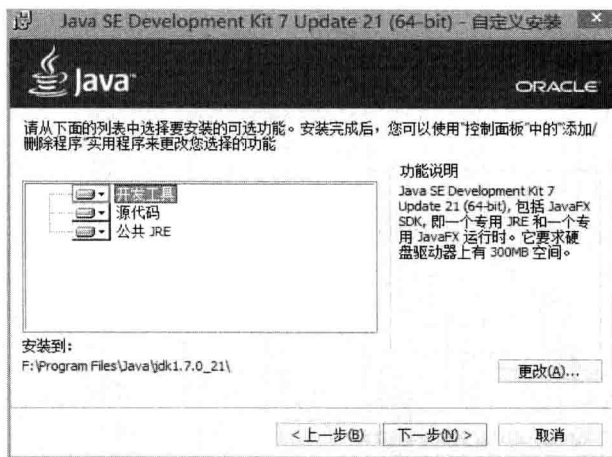 Java SE Development Kit 7 Update 21 (64-bit) - 自定义安装
Java™
ORACLE
请从下面的列表中选择要安装的可选功能。安装完成后，您可以使用"控制面板"中的"添加/
删除程序"实用程序来更改您选择的功能
开发工具
源代码
公共 JRE
功能说明
Java SE Development Kit 7
Update 21 (64-bit), 包括 JavaFX
SDK, 即一个专用 JRE 和一个专
用 JavaFX 运行时。它要求硬
盘驱动器上有 300MB 空间。
安装到：
F:\Program Files\Java\jdk1.7.0_21\
更改(A)...
<上一步(B)
下一步(N) >
取消